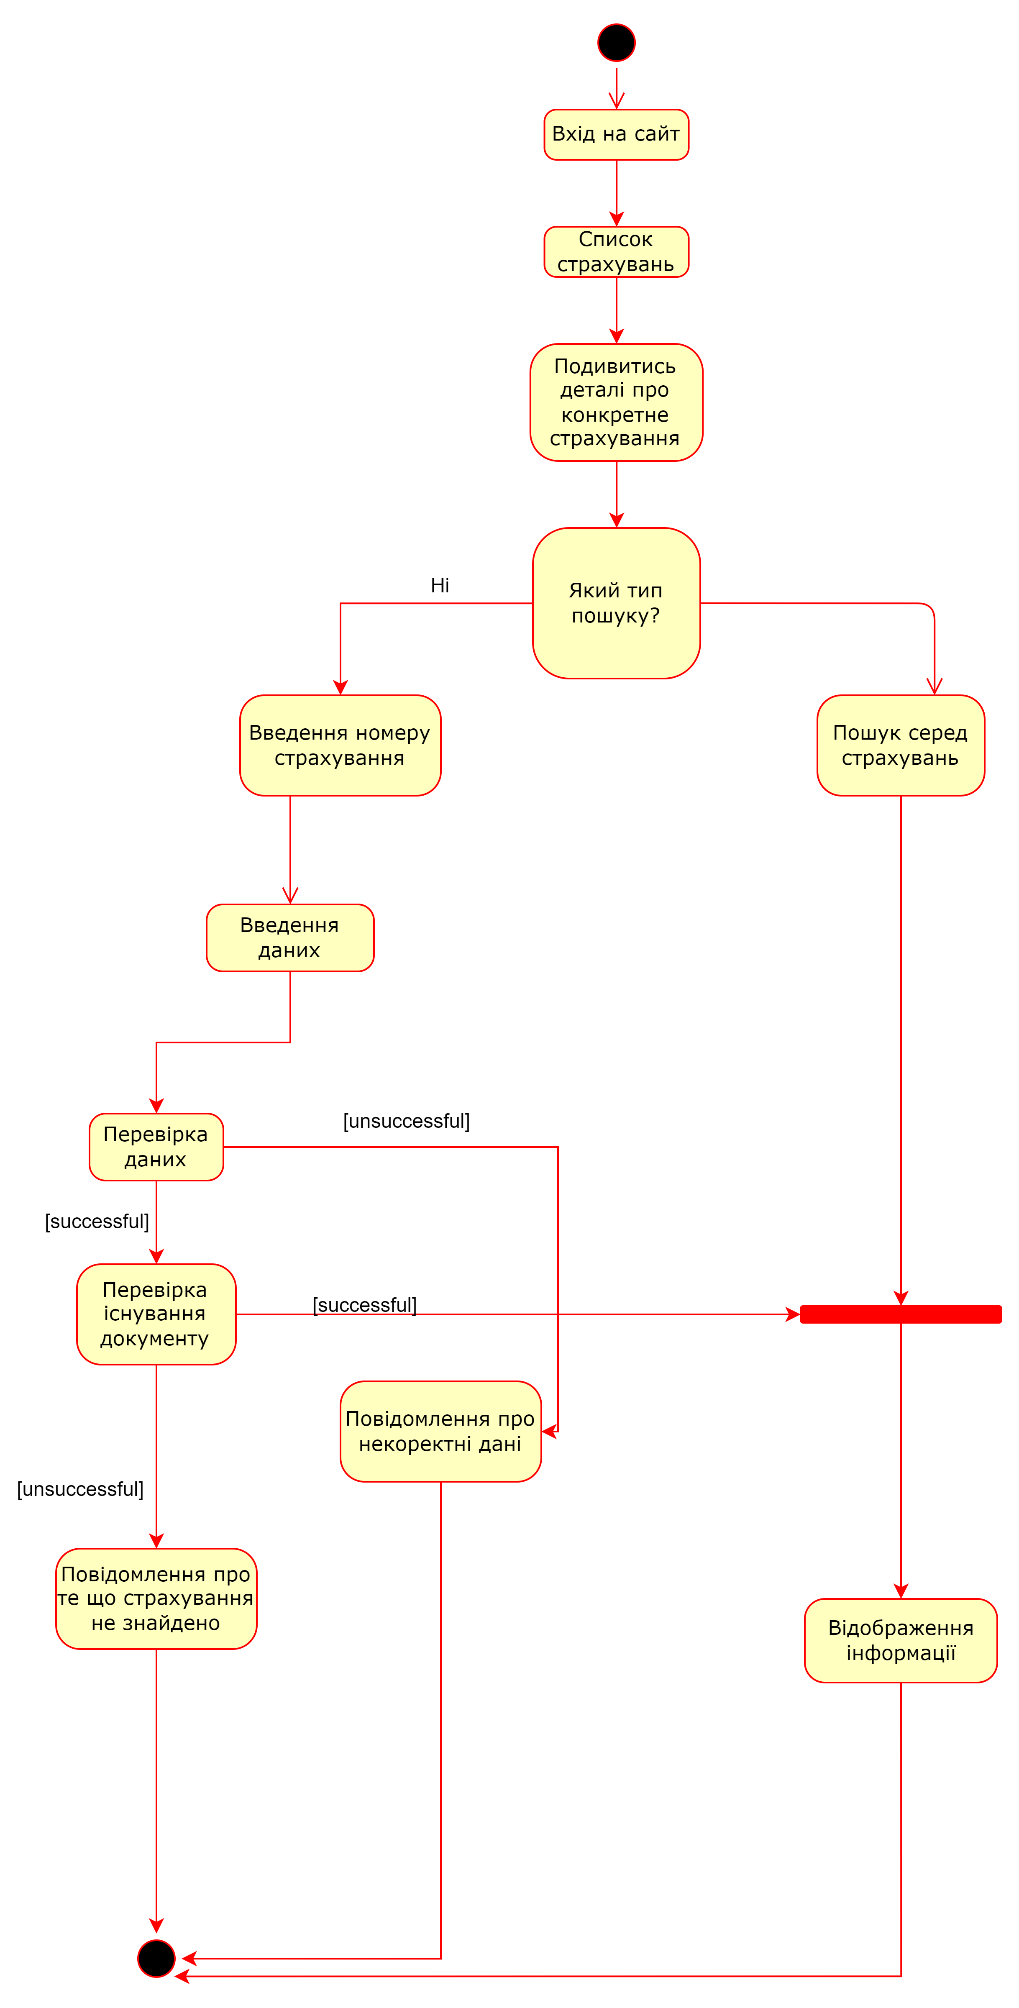 Вхід на сайт
Список
страхувань
Подивитись
деталі про
конкретне
страхування
Який тип
пошуку?
Ні
Введення номеру
страхування
Пошук серед
страхувань
Введення
даних
Перевірка
даних
[unsuccessful]
[successful]
Перевірка
існування
документу
[successful]
Повідомлення про
некоректні дані
[unsuccessful]
Повідомлення про
те що страхування
не знайдено
Відображення
інформації